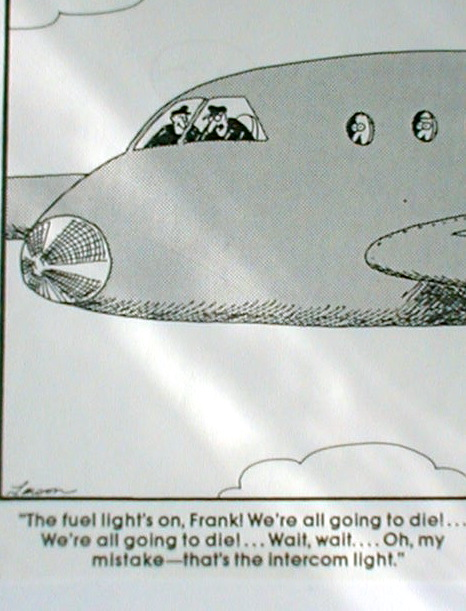 Larson
"The fuel light's on, Frank! We're all going to die!...
We're all going to die!... Wait, wait.... Oh, my
mistake—that's the intercom light."